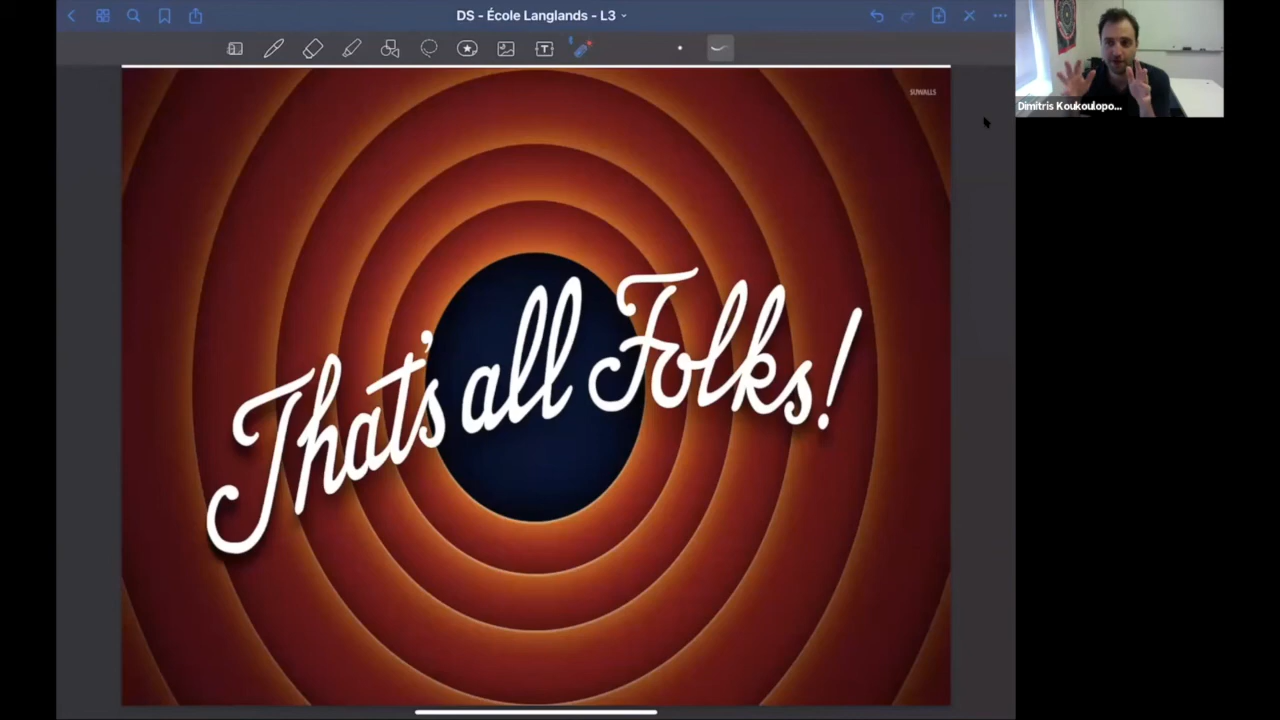 DS - École Langlands - L3
SUWALLS
Dimitris Koukoulopo...
That's all Folks!